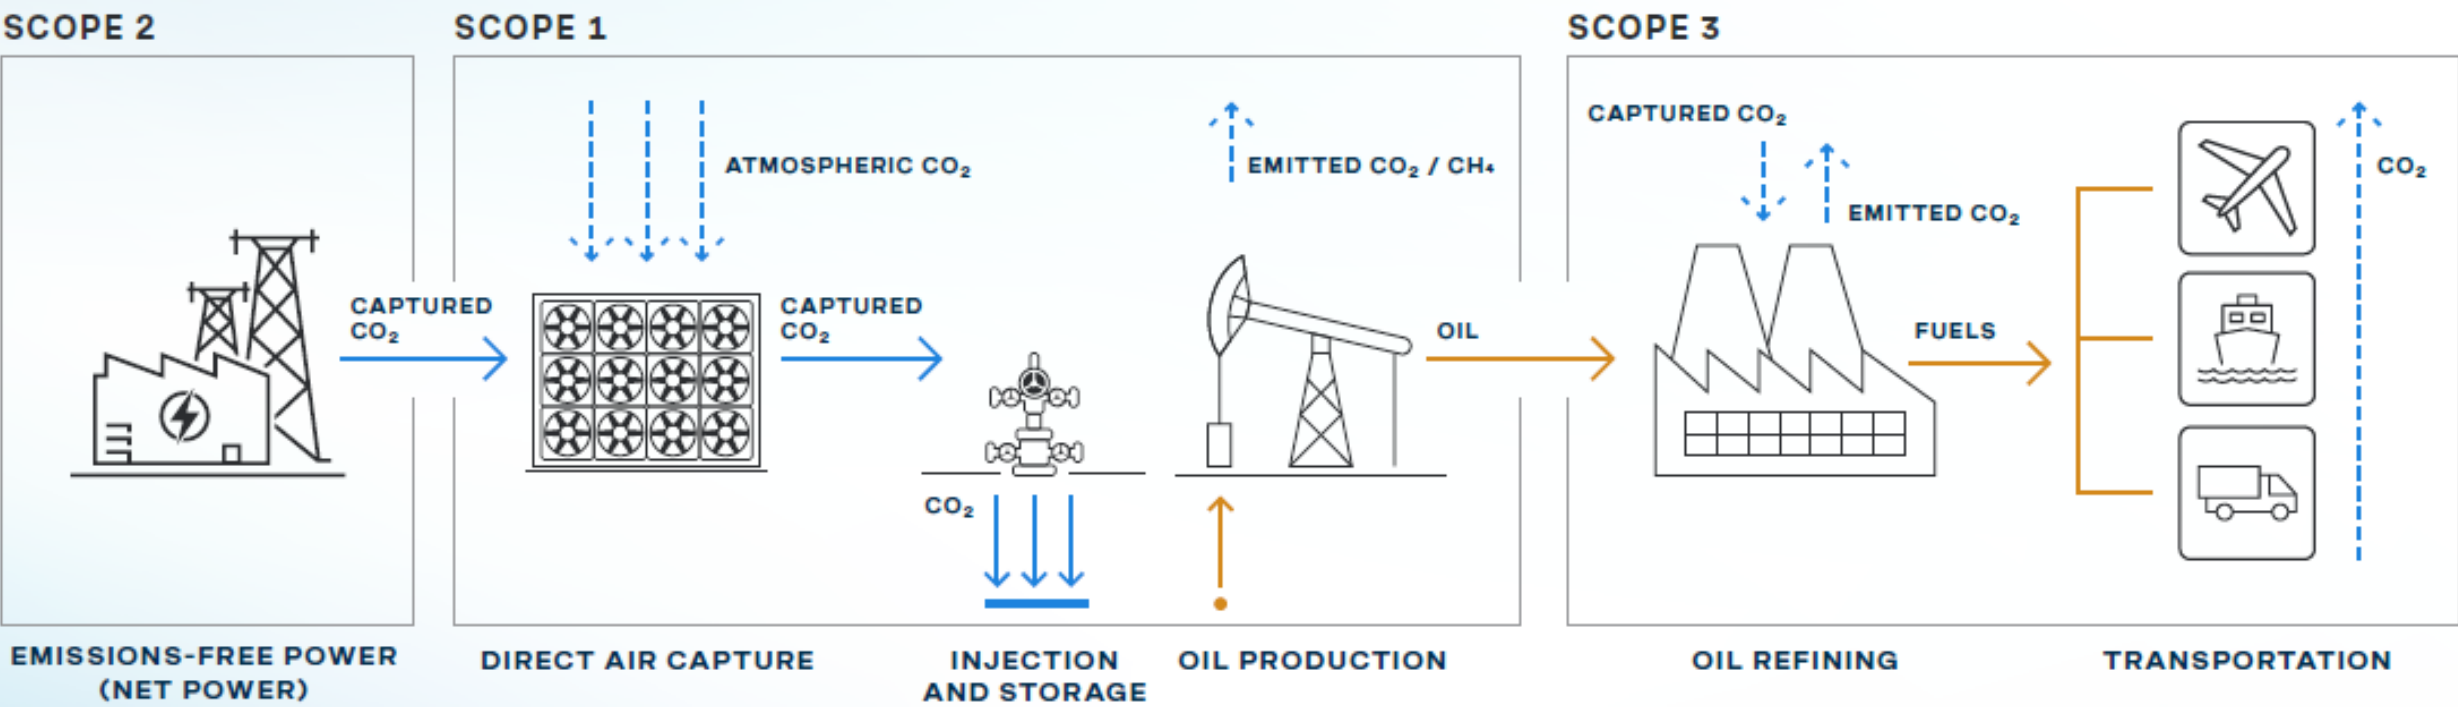 SCOPE 2
CAPTURED
CO₂
EMISSIONS-FREE POWER
(NET POWER)
SCOPE 1
ATMOSPHERIC CO₂
CAPTURED
CO₂
CO₂
EMITTED CO₂ / CH₄
OIL
DIRECT AIR CAPTURE
INJECTION
AND STORAGE
OIL PRODUCTION
SCOPE 3
CAPTURED CO₂
EMITTED CO₂
FUELS
CO₂
OIL REFINING
TRANSPORTATION